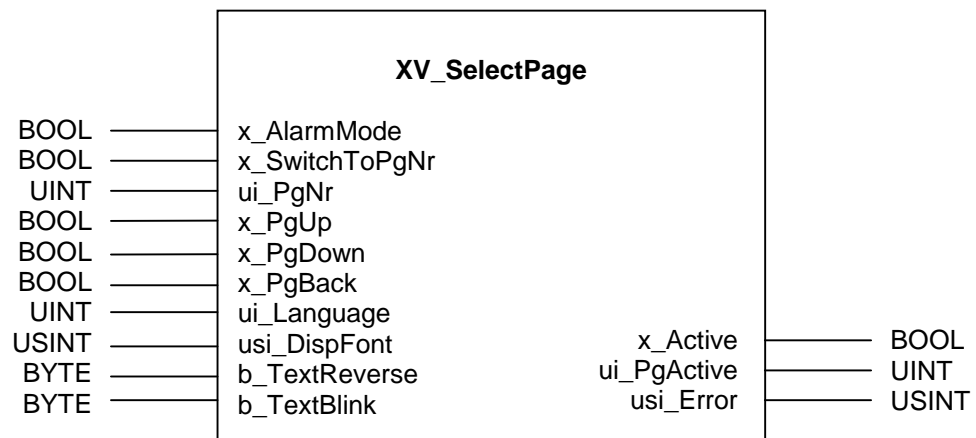 XV_SelectPage
BOOL x_AlarmMode
BOOL x_SwitchToPgNr
UINT ui_PgNr
BOOL x_PgUp
BOOL x_PgDown
BOOL x_PgBack
UINT ui_Language
USINT usi_DispFont x_Active BOOL
BYTE b_TextReverse ui_PgActive UINT
BYTE b_TextBlink usi_Error USINT